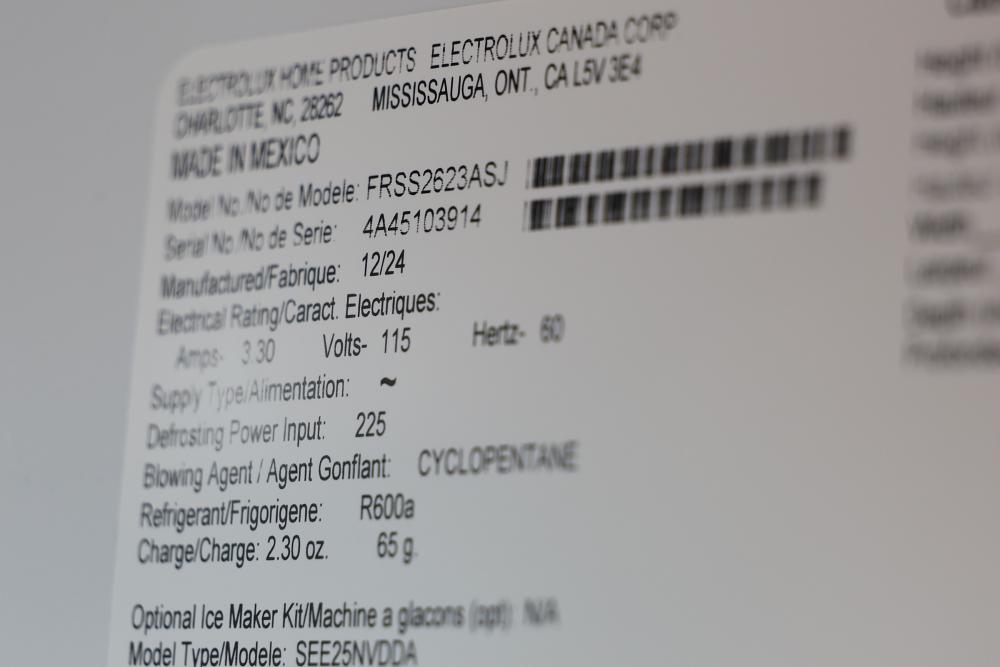 ELECTROLUX HOME PRODUCTS ELECTROLUX CANADA CORP
CHARLOTTE, NC, 28262 MISSISSAUGA, ONT., CA L5V 3E4
MADE IN MEXICO
Model No./No de Modele: FRSS2623ASJ
Serial No./No de Serie: 4A45103914
Manufactured/Fabrique: 12/24
Electrical Rating/Caract. Electriques:
Amps- 3.30 Volts- 115 Hertz- 60
Supply Type/Alimentation: ~
Defrosting Power Input: 225
Blowing Agent / Agent Gonflant: CYCLOPENTANE
Refrigerant/Frigorigene: R600a
Charge/Charge: 2.30 oz. 65 g.
Optional Ice Maker Kit/Machine a glacons (opt): N/A
Model Type/Modele: SEE25NVDDA